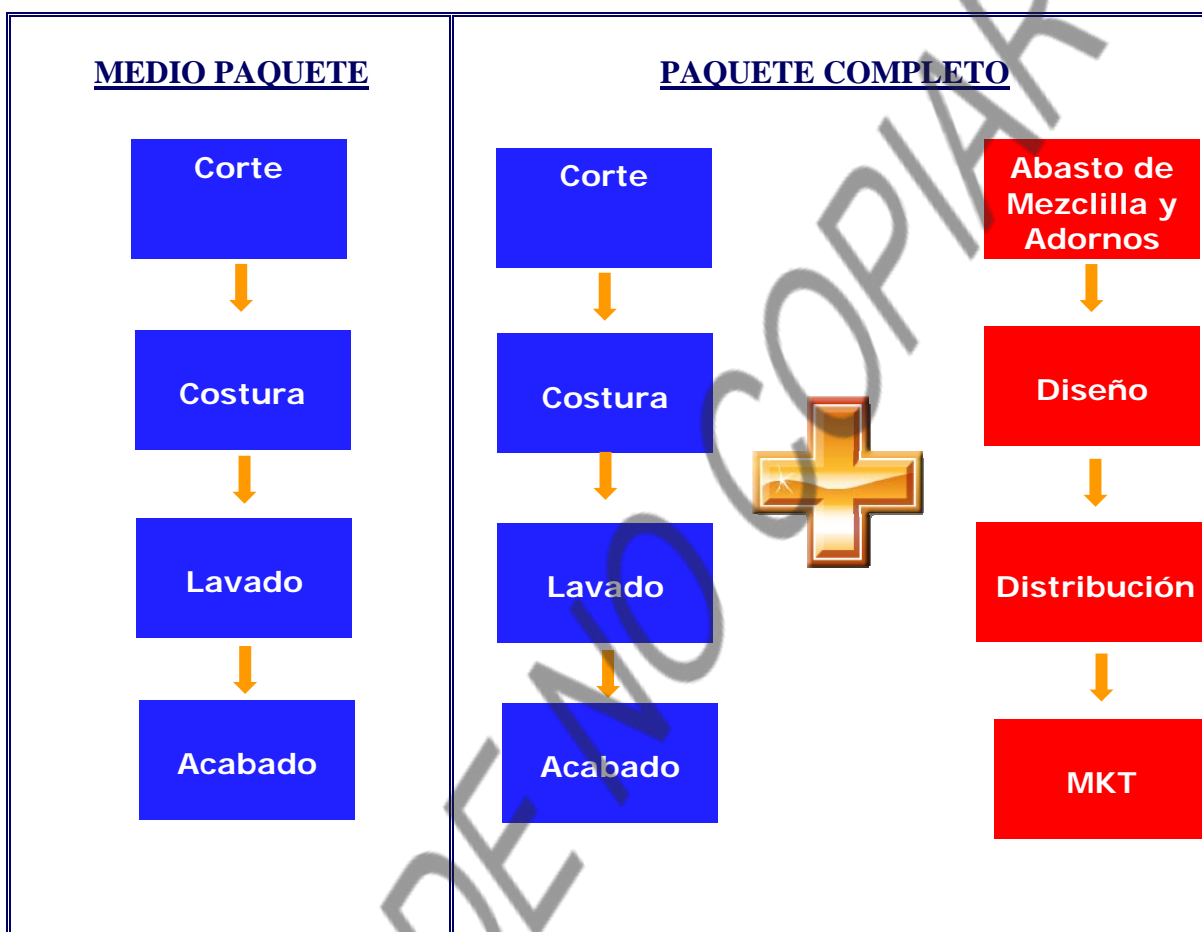 MEDIO PAQUETE
Corte
Costura
Lavado
Acabado
PAQUETE COMPLETO
Corte
Costura
Lavado
Acabado
Abasto de
Mezclilla y
Adornos
Diseño
Distribución
MKT
DE NO COPIAR